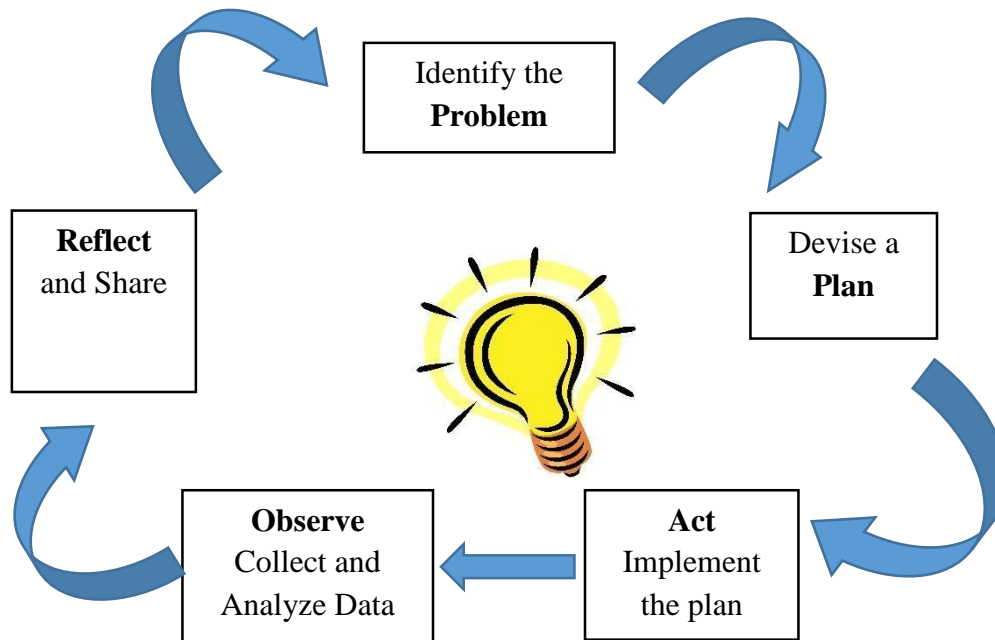 Identify the
Problem
Devise a
Plan
Act
Implement
the plan
Observe
Collect and
Analyze Data
Reflect
and Share